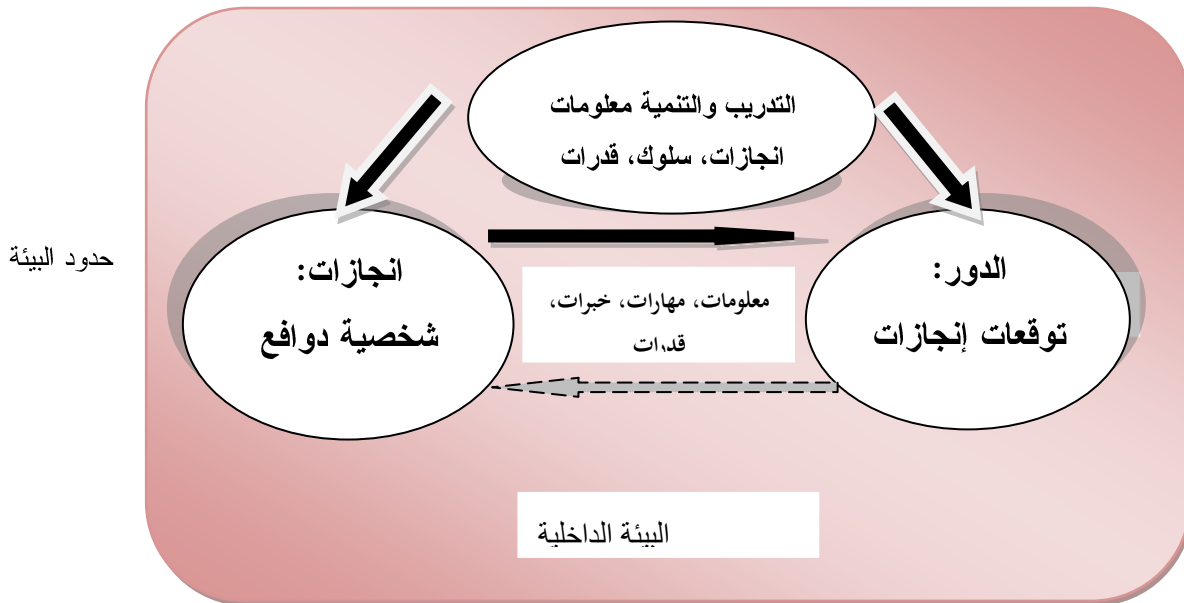 التدريب والتنمية معلومات
انجازات، سلوك، قدرات
الدور:
توقعات إنجازات
معلومات، مهارات، خبرات،
قدرات
انجازات:
شخصية دوافع
حدود البيئة
البيئة الداخلية